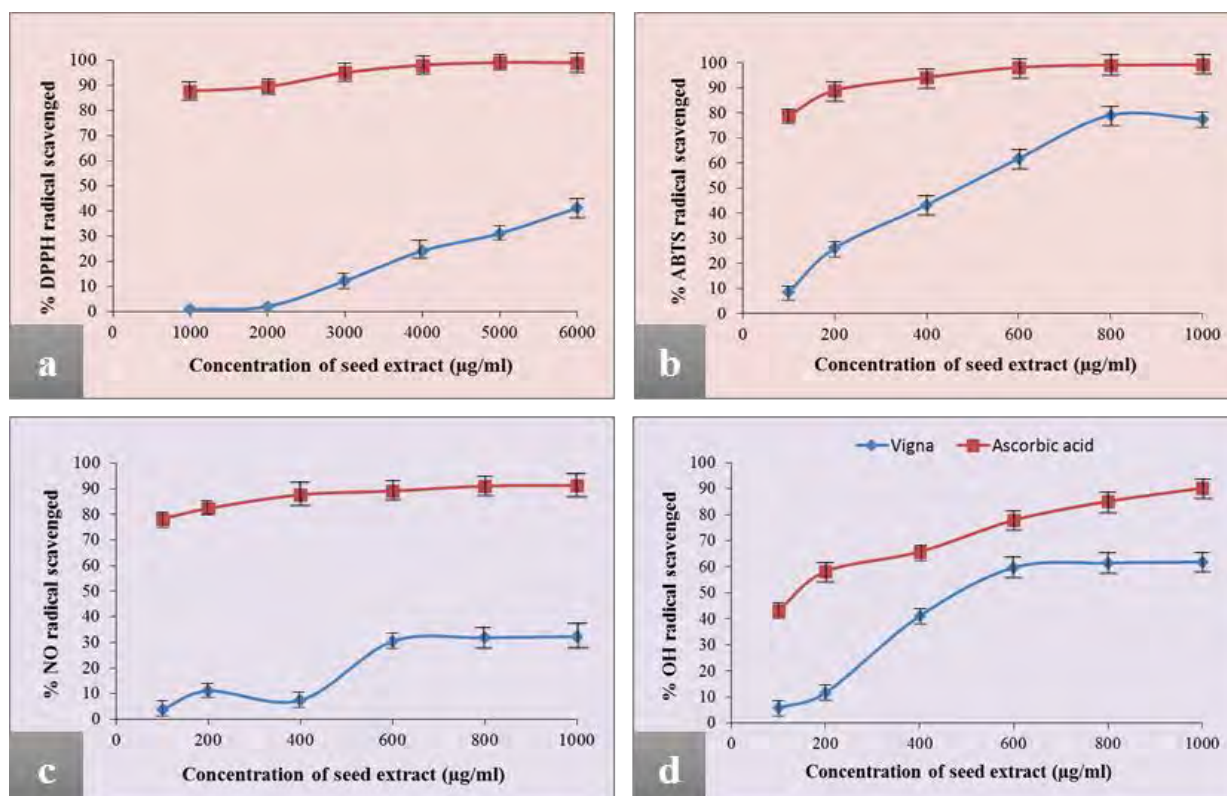 % DPPH radical scavenged
100
90
80
70
60
50
40
30
20
10
0
0 1000 2000 3000 4000 5000 6000
Concentration of seed extract (µg/ml)
a
% ABTS radical scavenged
100
90
80
70
60
50
40
30
20
10
0
0 200 400 600 800 1000
Concentration of seed extract (µg/ml)
b
% NO radical scavenged
100
90
80
70
60
50
40
30
20
10
0
0 200 400 600 800 1000
Concentration of seed extract (µg/ml)
c
Vigna Ascorbic acid
% OH radical scavenged
100
90
80
70
60
50
40
30
20
10
0
0 200 400 600 800 1000
Concentration of seed extract (µg/ml)
d